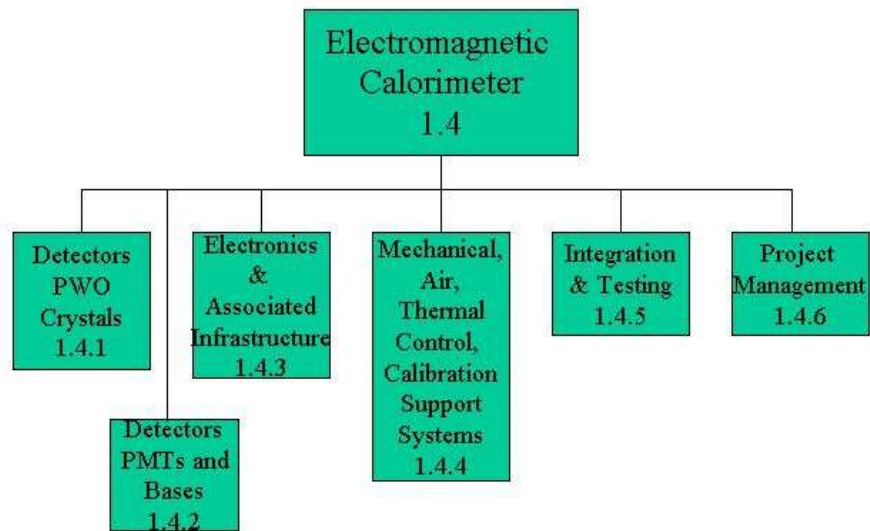 Electromagnetic
Calorimeter
1.4
Detectors
PWO
Crystals
1.4.1
Detectors
PMTs and
Bases
1.4.2
Electronics
&
Associated
Infrastructure
1.4.3
Mechanical,
Air,
Thermal
Control,
Calibration
Support
Systems
1.4.4
Integration
& Testing
1.4.5
Project
Management
1.4.6